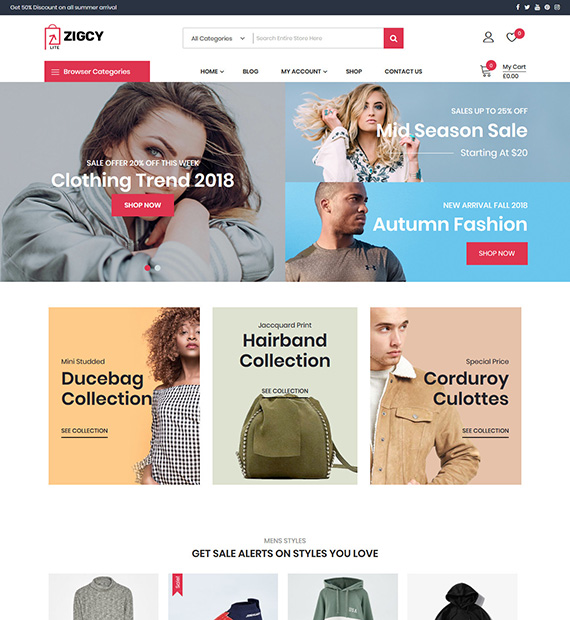 Get 50% Discount on all summer arrival
ZIGCY
LITE
All Categories
Search Entire Store Here
0
Browser Categories
HOME
BLOG
MY ACCOUNT
SHOP
CONTACT US
0
My Cart
£0.00
SALE OFFER 20% OFF THIS WEEK
Clothing Trend 2018
SHOP NOW
SALES UP TO 25% OFF
Mid Season Sale
Starting At $20
NEW ARRIVAL FALL 2018
Autumn Fashion
SHOP NOW
Mini Studded
Ducebag
Collection
SEE COLLECTION
Jaccquard Print
Hairband
Collection
SEE COLLECTION
Special Price
Corduroy
Culottes
SEE COLLECTION
MENS STYLES
GET SALE ALERTS ON STYLES YOU LOVE
Sale!